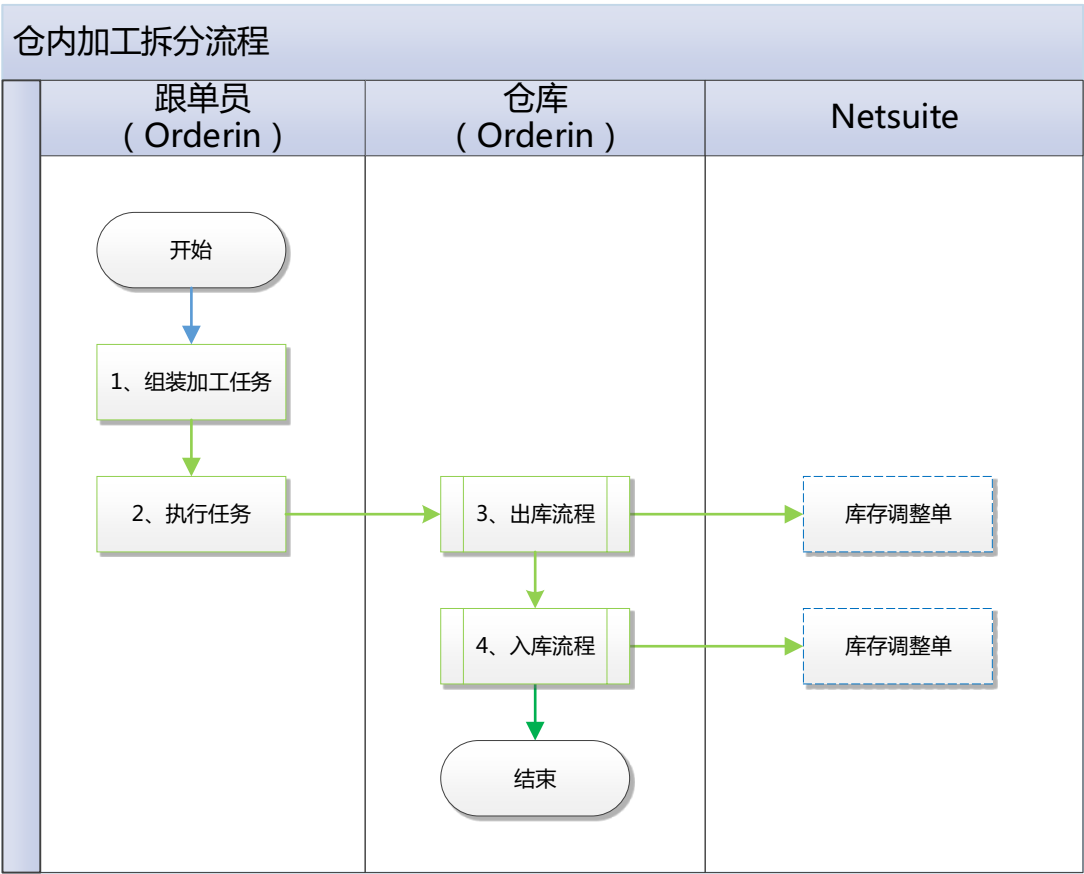 仓内加工拆分流程
跟单员
（Orderin）
仓库
（Orderin）
Netsuite
开始
1、组装加工任务
2、执行任务
3、出库流程
库存调整单
4、入库流程
库存调整单
结束